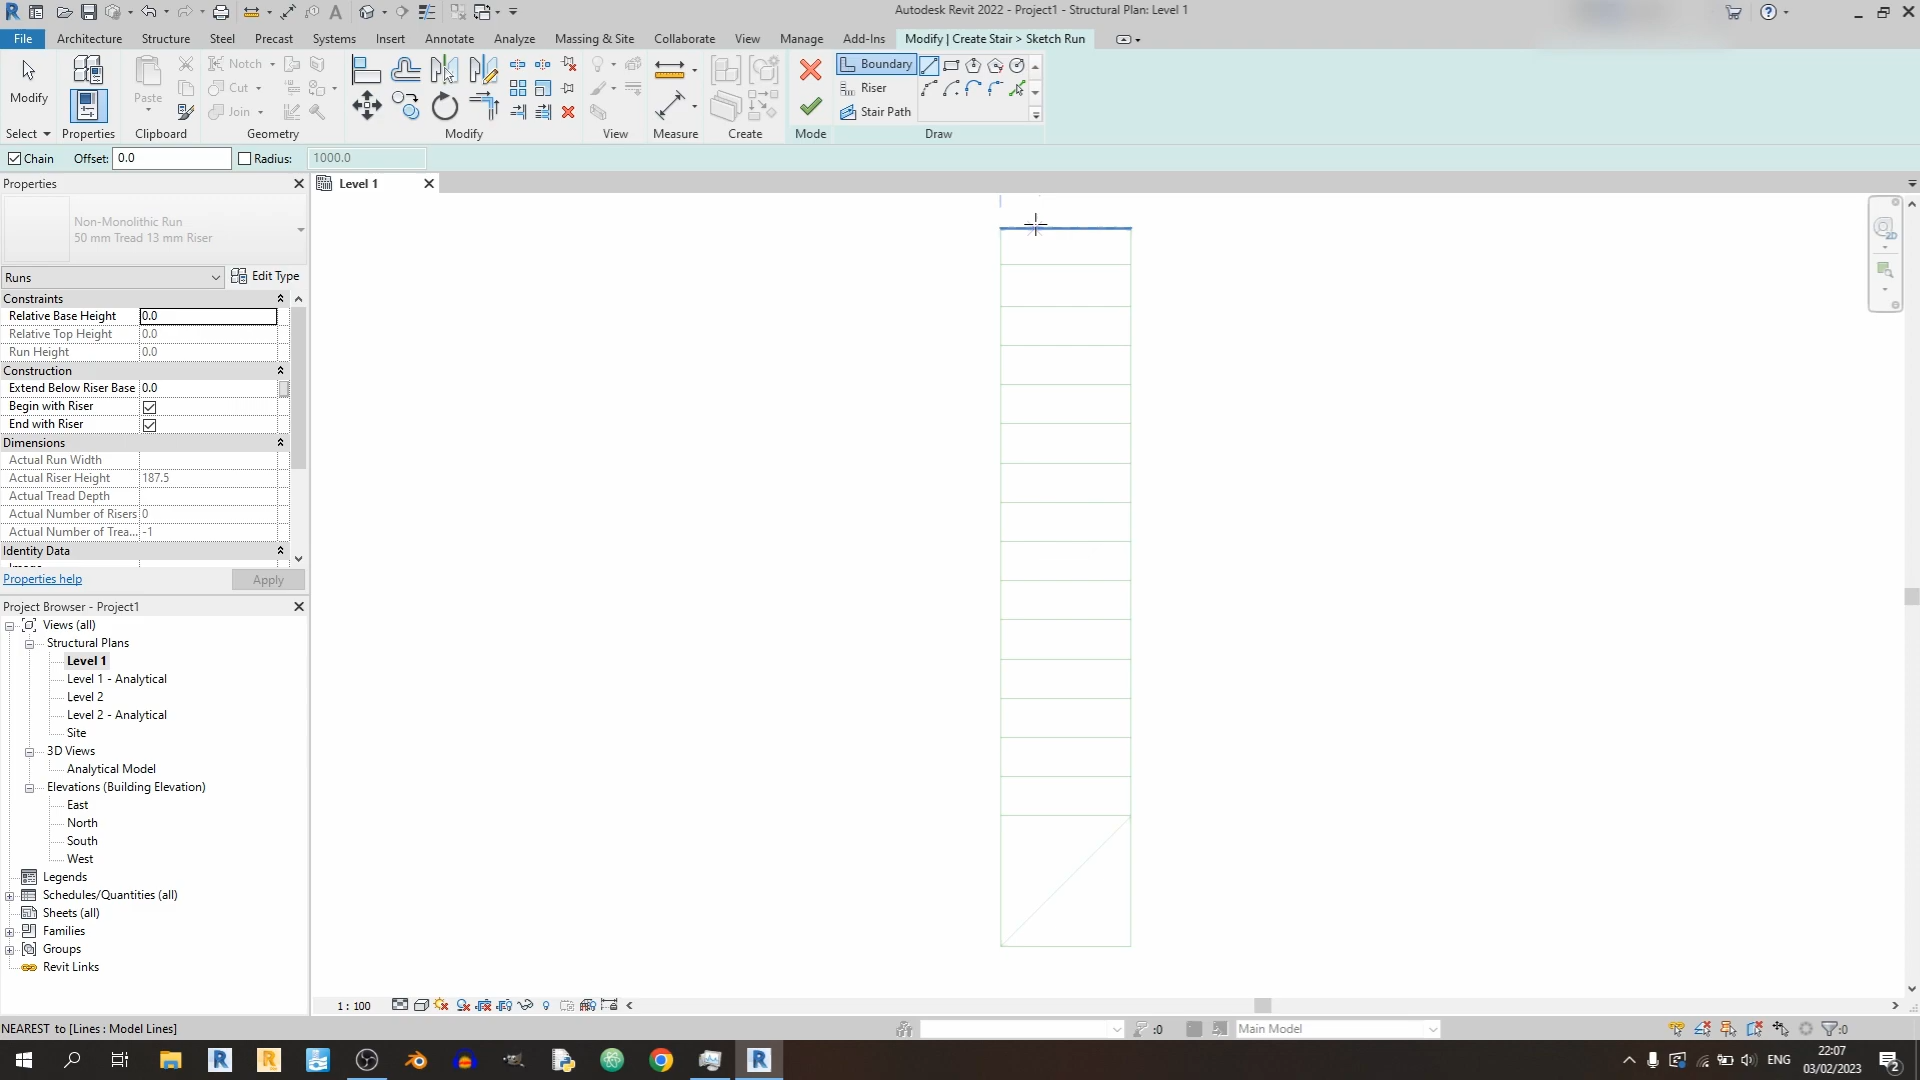 Autodesk Revit 2022 - Project1 - Structural Plan: Level 1
File Architecture Structure Steel Precast Systems Insert Annotate Analyze Massing & Site Collaborate View Manage Add-Ins Modify | Create Stair > Sketch Run
Modify
Paste
Notch
Cut
Join
Boundary
Riser
Stair Path
Select Properties Clipboard Geometry Modify View Measure Create Mode Draw
Chain Offset: 0.0 Radius: 1000.0
Properties
Level 1
Non-Monolithic Run
50 mm Tread 13 mm Riser
Runs Edit Type
Constraints
Relative Base Height 0.0
Relative Top Height 0.0
Run Height 0.0
Construction
Extend Below Riser Base 0.0
Begin with Riser
End with Riser
Dimensions
Actual Run Width
Actual Riser Height 187.5
Actual Tread Depth
Actual Number of Risers 0
Actual Number of Trea... -1
Identity Data
Properties help Apply
Project Browser - Project1
Views (all)
Structural Plans
Level 1
Level 1 - Analytical
Level 2
Level 2 - Analytical
Site
3D Views
Analytical Model
Elevations (Building Elevation)
East
North
South
West
Legends
Schedules/Quantities (all)
Sheets (all)
Families
Groups
Revit Links
1 : 100
NEAREST to [Lines : Model Lines] :0 Main Model :0
ENG
22:07
03/02/2023
2